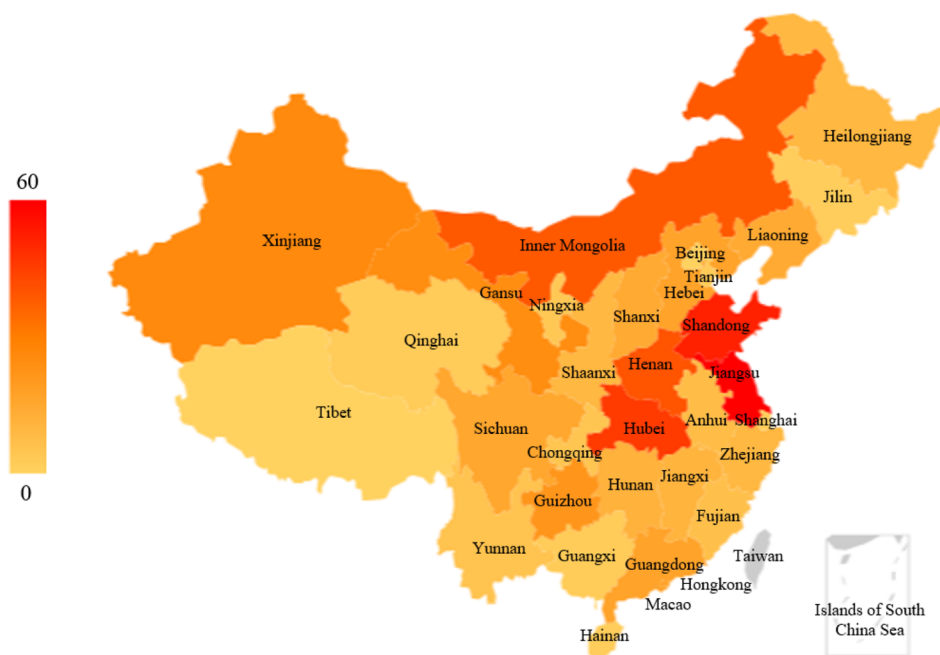 60
0
Heilongjiang
Jilin
Liaoning
Xinjiang
Inner Mongolia
Beijing
Tianjin
Hebei
Gansu
Ningxia
Shanxi
Shandong
Qinghai
Shaanxi
Henan
Jiangsu
Tibet
Sichuan
Hubei
Anhui
Shanghai
Chongqing
Zhejiang
Guizhou
Hunan
Jiangxi
Fujian
Yunnan
Guangxi
Guangdong
Taiwan
Hongkong
Macao
Hainan
Islands of South
China Sea